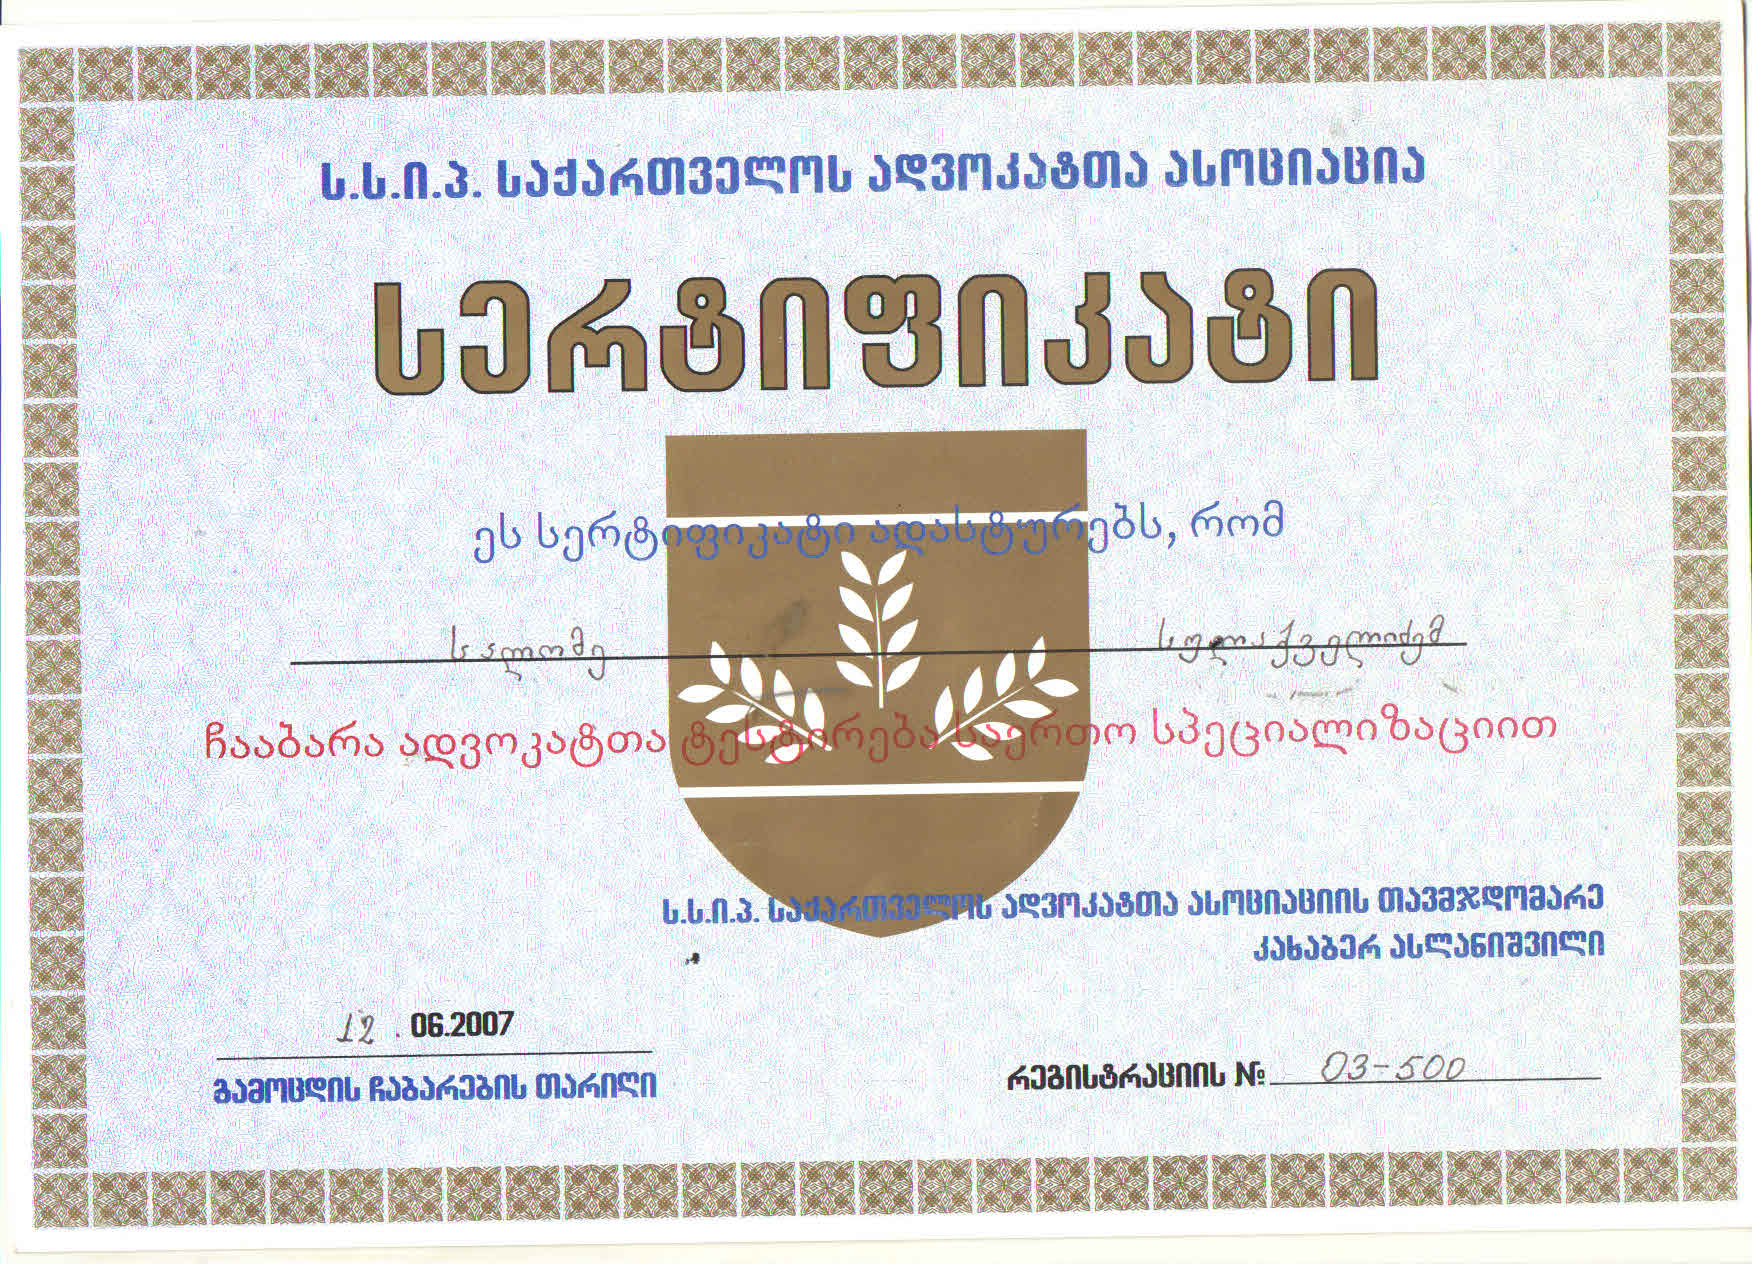 ს.ს.ი.პ. საქართველოს ადვოკატთა ასოციაცია
სერტიფიკატი
ეს სერტიფიკატი ადასტურებს, რომ
სალომე სულაქველიძემ
ჩააბარა ადვოკატთა ტესტირება საერთო სპეციალიზაციით
ს.ს.ი.პ. საქართველოს ადვოკატთა ასოციაციის თავმჯდომარე
კახაბერ ასლანიშვილი
12 . 06.2007
გამოცდის ჩაბარების თარიღი
რეგისტრაციის № 03-500